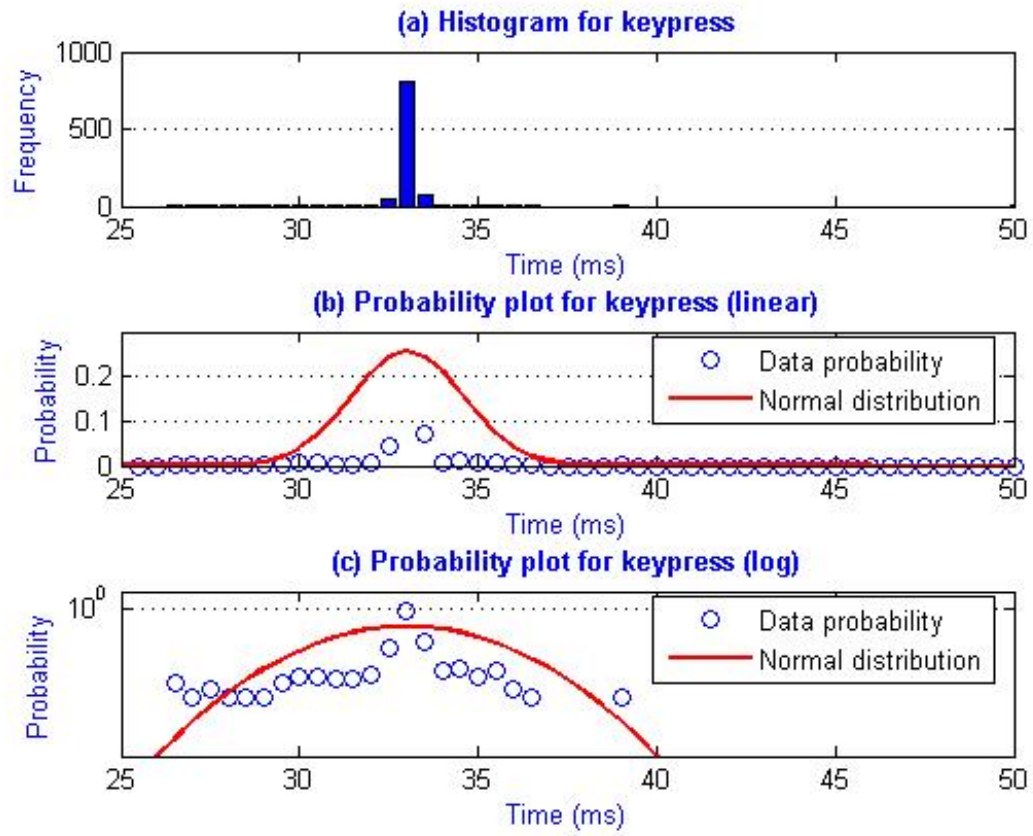 (a) Histogram for keypress
1000
500
0
Frequency
25 30 35 40 45 50
Time (ms)
(b) Probability plot for keypress (linear)
0.2
0.1
0
Probability
Data probability
Normal distribution
25 30 35 40 45 50
Time (ms)
(c) Probability plot for keypress (log)
10⁰
Probability
Data probability
Normal distribution
25 30 35 40 45 50
Time (ms)